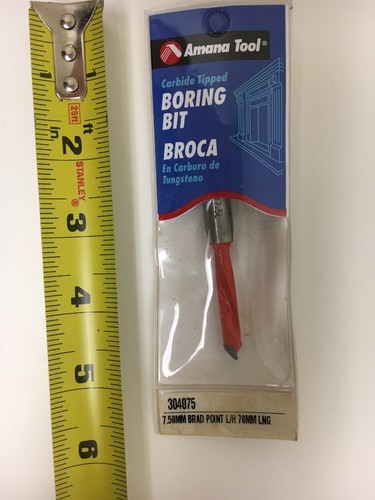 1 1
25ft
ft
in
2
STANLEY®
3
4
5
6
Amana Tool®
Carbide Tipped
BORING
BIT
BROCA
En Carburo de
Tungsteno
304075
7.50MM BRAD POINT L/H 70MM LNG